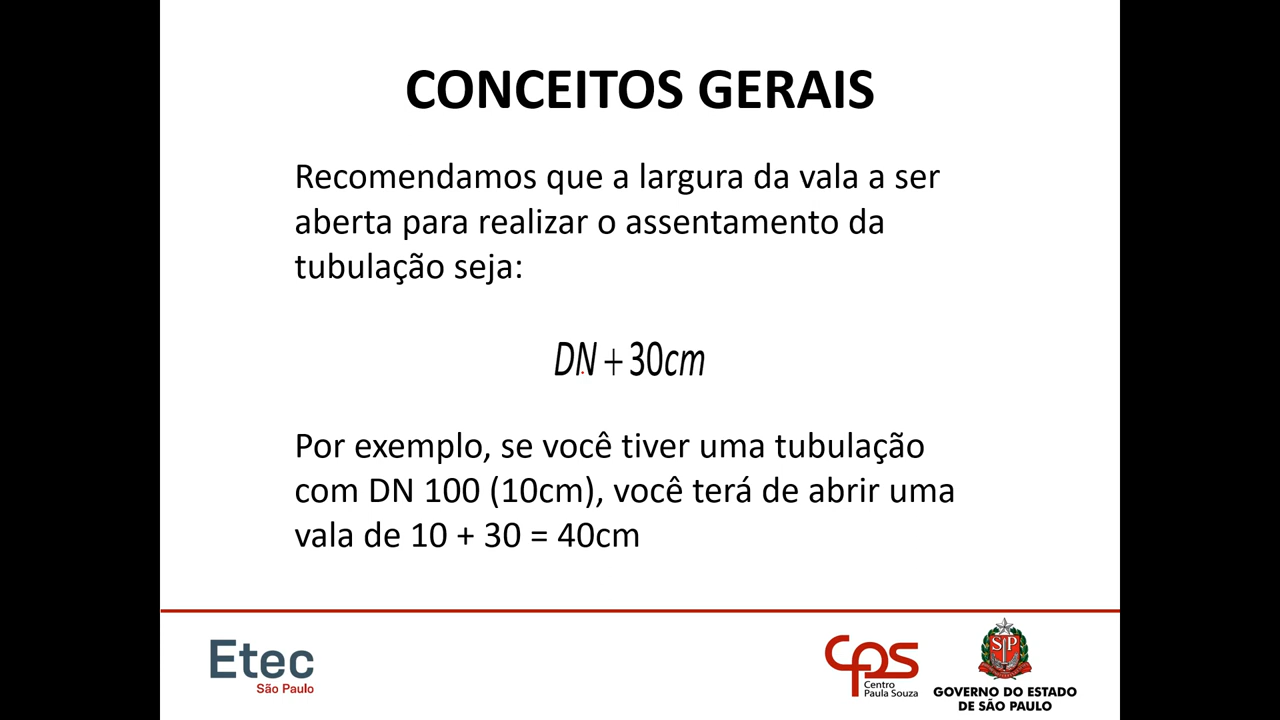 CONCEITOS GERAIS
Recomendamos que a largura da vala a ser
aberta para realizar o assentamento da
tubulação seja:
DN + 30cm
Por exemplo, se você tiver uma tubulação
com DN 100 (10cm), você terá de abrir uma
vala de 10 + 30 = 40cm
Etec
São Paulo
cps
Centro
Paula Souza
SP
GOVERNO DO ESTADO
DE SÃO PAULO